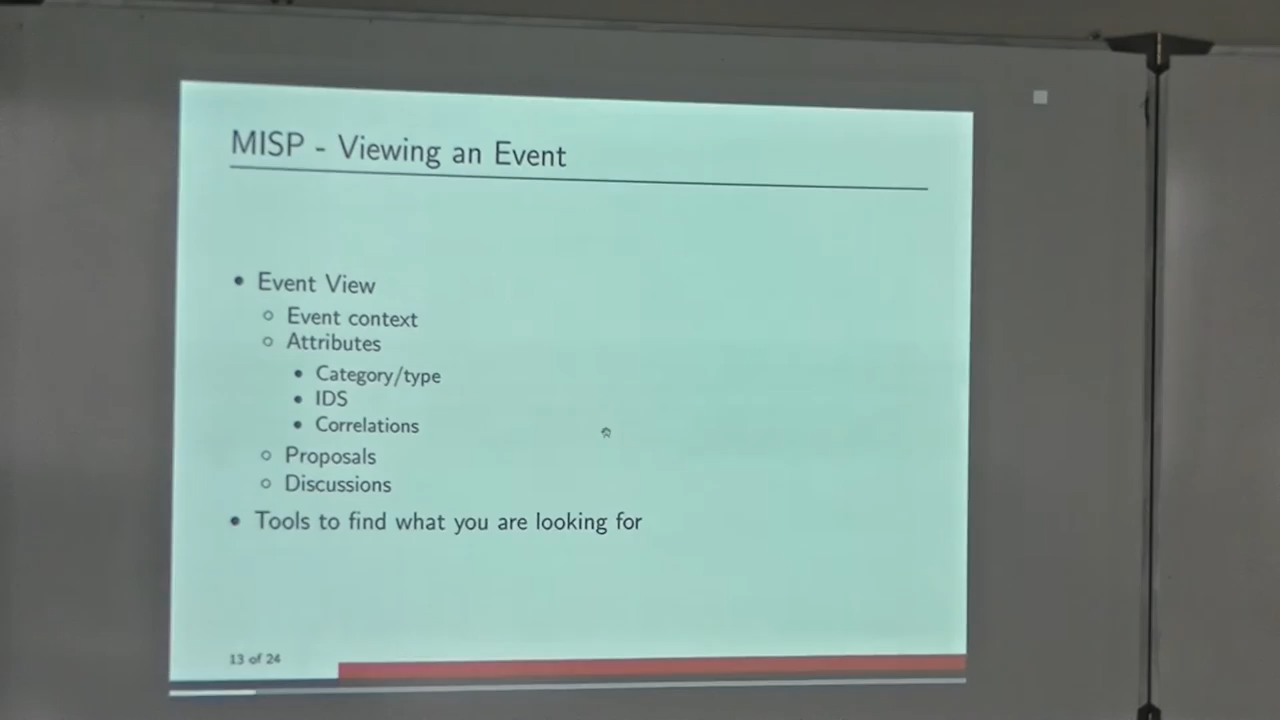 MISP - Viewing an Event
• Event View
○ Event context
○ Attributes
• Category/type
• IDS
• Correlations
○ Proposals
○ Discussions
• Tools to find what you are looking for
13 of 24